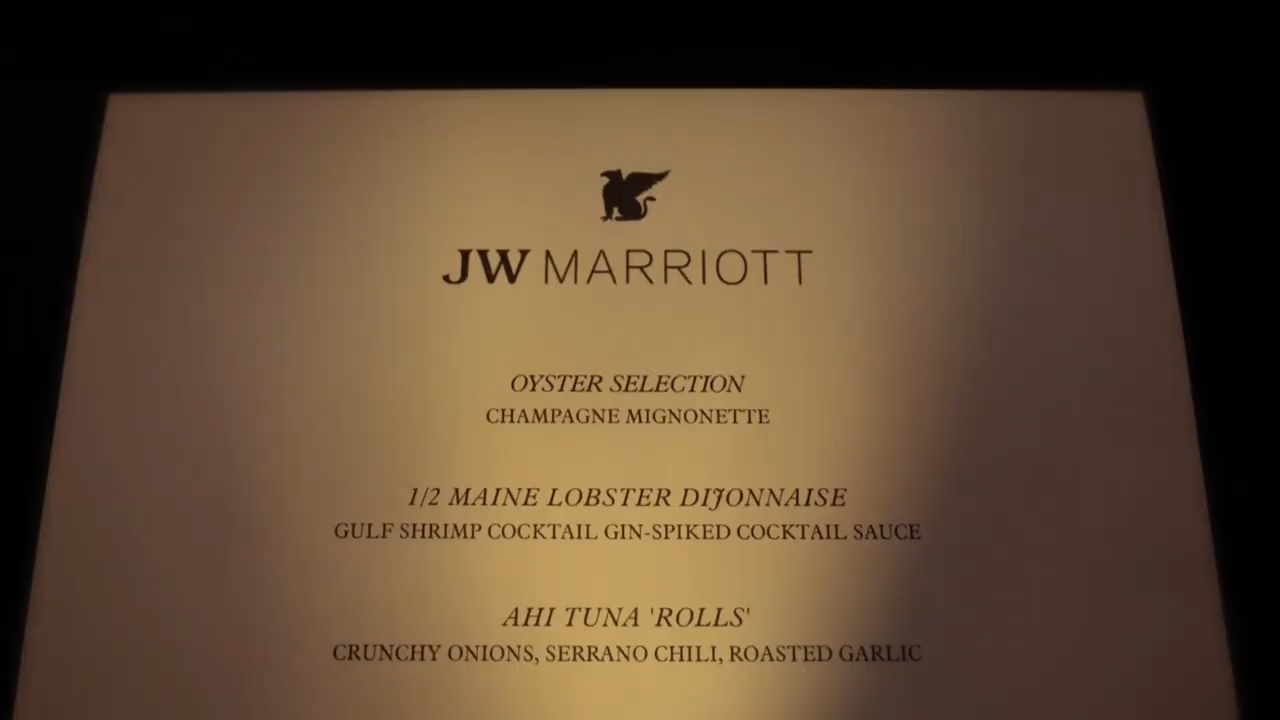 JW MARRIOTT
OYSTER SELECTION
CHAMPAGNE MIGNONETTE
1/2 MAINE LOBSTER DIJONNAISE
GULF SHRIMP COCKTAIL GIN-SPIKED COCKTAIL SAUCE
AHI TUNA 'ROLLS'
CRUNCHY ONIONS, SERRANO CHILI, ROASTED GARLIC